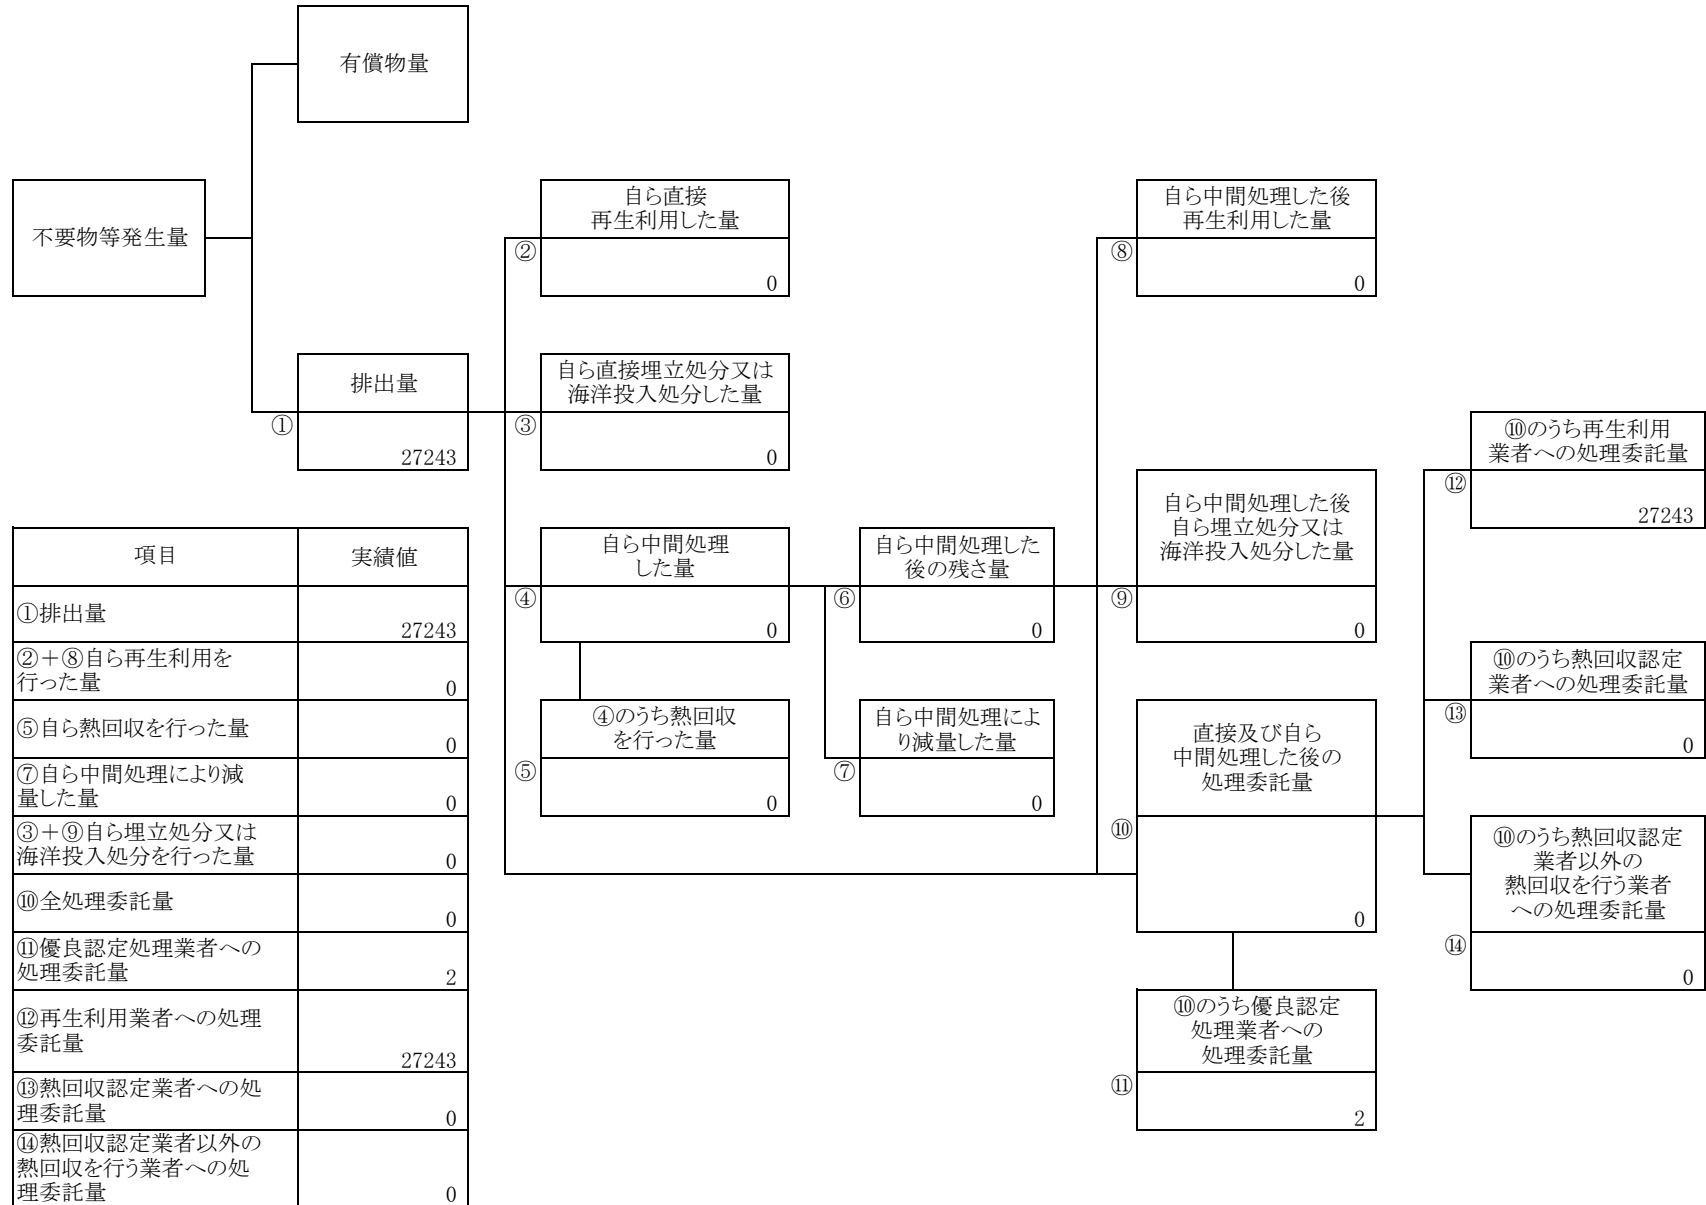 有償物量
不要物等発生量
排出量
①
27243
自ら直接
再生利用した量
②
0
自ら直接埋立処分又は
海洋投入処分した量
③
0
自ら中間処理
した量
④
0
④のうち熱回収
を行った量
⑤
0
自ら中間処理した
後の残さ量
⑥
0
自ら中間処理によ
り減量した量
⑦
0
自ら中間処理した後
再生利用した量
⑧
0
自ら中間処理した後
自ら埋立処分又は
海洋投入処分した量
⑨
0
直接及び自ら
中間処理した後の
処理委託量
⑩
0
⑩のうち優良認定
処理業者への
処理委託量
⑪
2
⑩のうち再生利用
業者への処理委託量
⑫
27243
⑩のうち熱回収認定
業者への処理委託量
⑬
0
⑩のうち熱回収認定
業者以外の
熱回収を行う業者
への処理委託量
⑭
0
項目 実績値
①排出量
27243
②＋⑧自ら再生利用を
行った量
0
⑤自ら熱回収を行った量
0
⑦自ら中間処理により減
量した量
0
③＋⑨自ら埋立処分又は
海洋投入処分を行った量
0
⑩全処理委託量
0
⑪優良認定処理業者への
処理委託量
2
⑫再生利用業者への処理
委託量
27243
⑬熱回収認定業者への処
理委託量
0
⑭熱回収認定業者以外の
熱回収を行う業者への処
理委託量
0